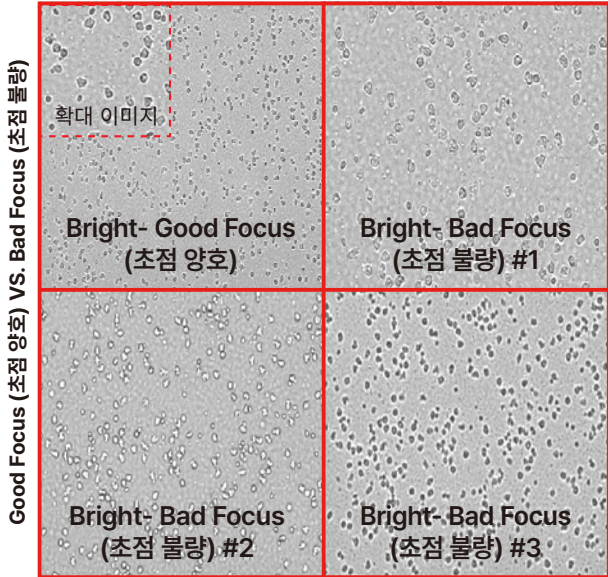 Good Focus (초점 양호) VS. Bad Focus (초점 불량)
확대 이미지
Bright- Good Focus
(초점 양호)
Bright- Bad Focus
(초점 불량) #1
Bright- Bad Focus
(초점 불량) #2
Bright- Bad Focus
(초점 불량) #3